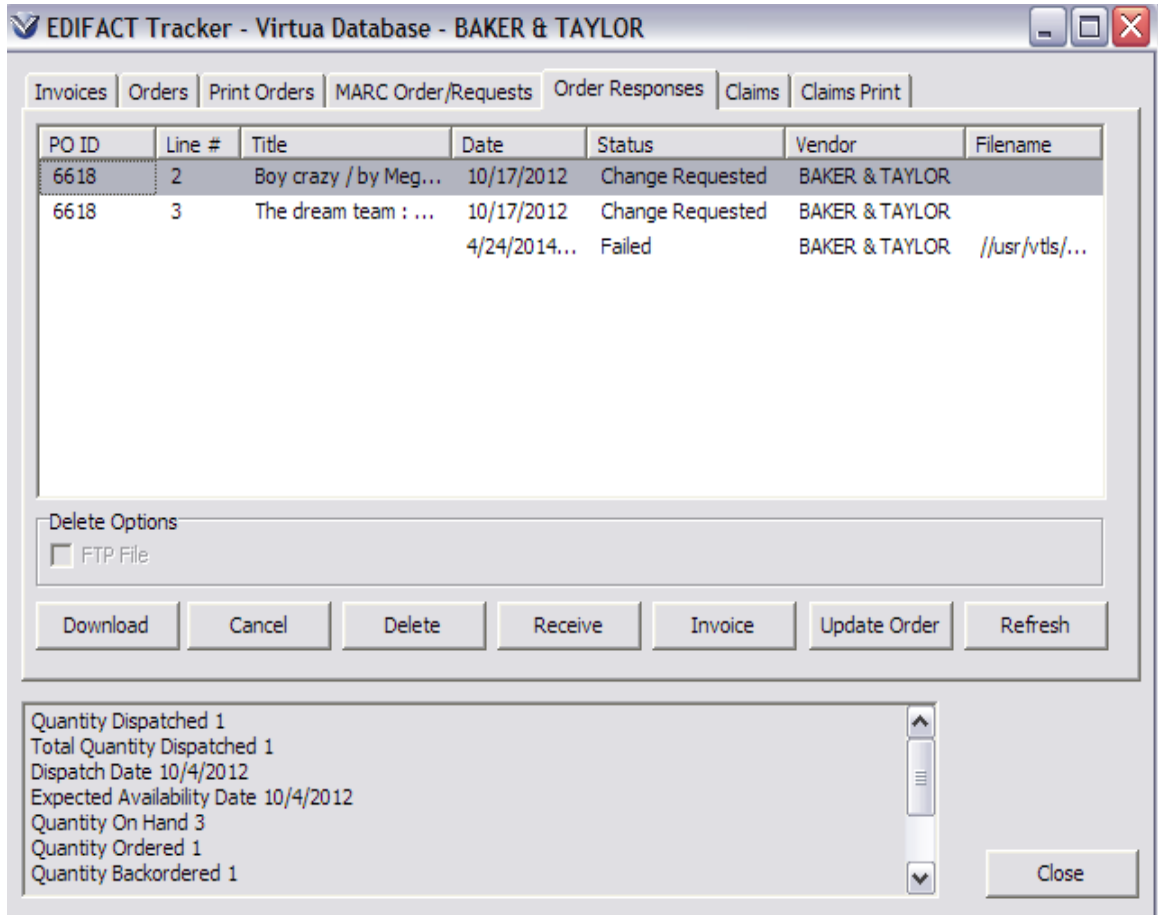 EDIFACT Tracker - Virtua Database - BAKER & TAYLOR
Invoices Orders Print Orders MARC Order/Requests Order Responses Claims Claims Print
PO ID Line # Title Date Status Vendor Filename
6618 2 Boy crazy / by Meg... 10/17/2012 Change Requested BAKER & TAYLOR
6618 3 The dream team : ... 10/17/2012 Change Requested BAKER & TAYLOR
4/24/2014... Failed BAKER & TAYLOR //usr/vtls/...
Delete Options
FTP File
Download Cancel Delete Receive Invoice Update Order Refresh
Quantity Dispatched 1
Total Quantity Dispatched 1
Dispatch Date 10/4/2012
Expected Availability Date 10/4/2012
Quantity On Hand 3
Quantity Ordered 1
Quantity Backordered 1
Close